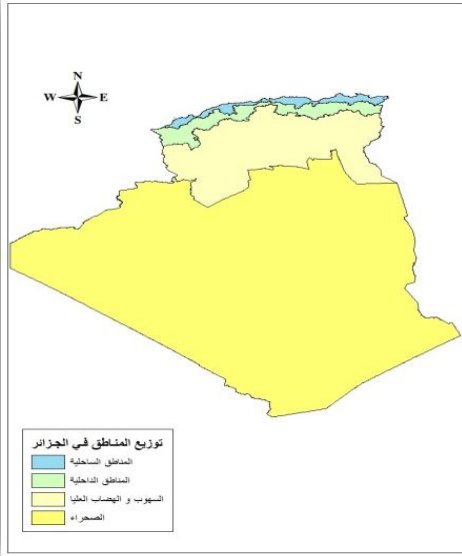 N
W E
S
توزيع المناطق في الجزائر
المناطق الساحلية
المناطق الداخلية
السهوب و الهضاب العليا
الصحراء